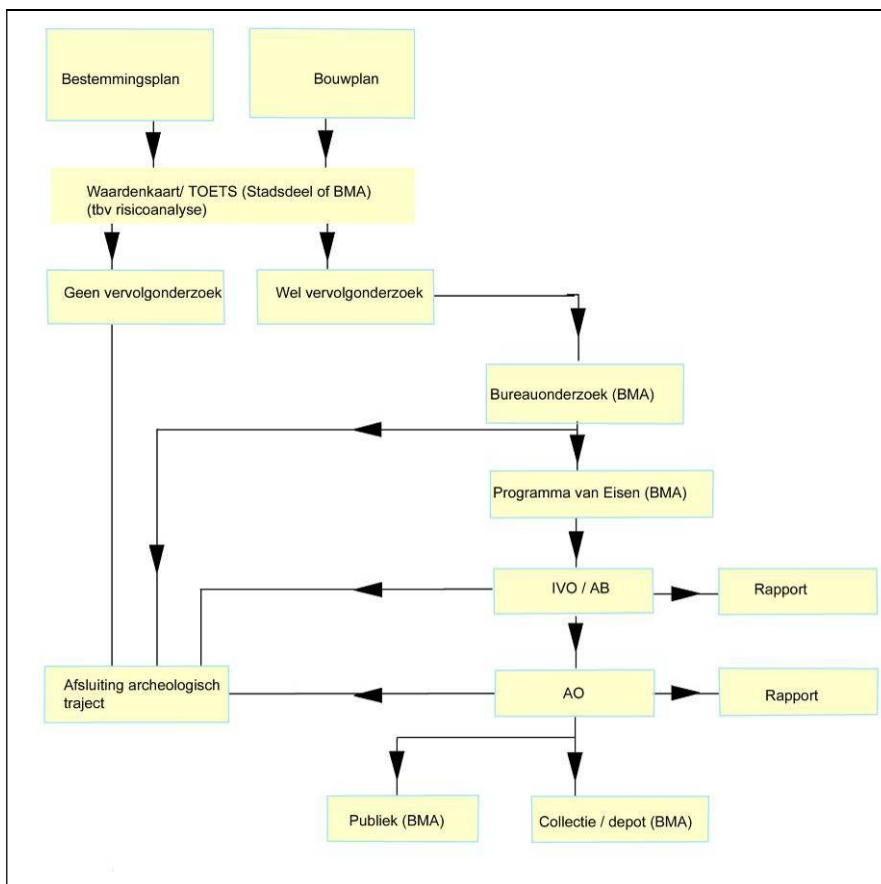 Bestemmingsplan
Bouwplan
Waardenkaart/ TOETS (Stadsdeel of BMA)
(tbv risicoanalyse)
Geen vervolgonderzoek
Wel vervolgonderzoek
Bureauonderzoek (BMA)
Programma van Eisen (BMA)
IVO / AB
Rapport
Afsluiting archeologisch
traject
AO
Rapport
Publiek (BMA)
Collectie / depot (BMA)